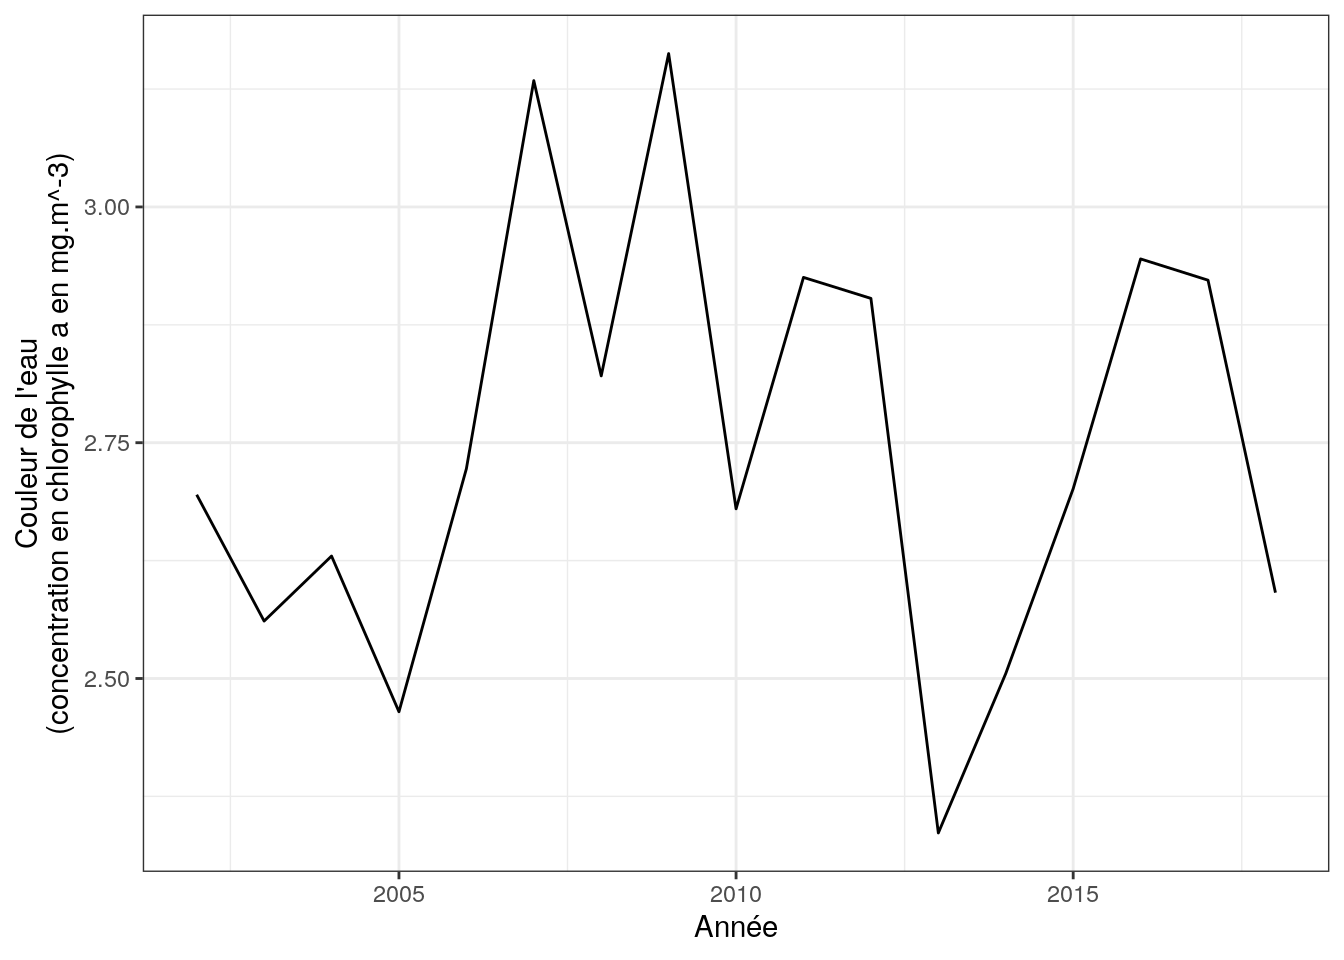 Couleur de l'eau
(concentration en chlorophylle a en mg.m^-3)
3.00
2.75
2.50
2005
2010
2015
Année